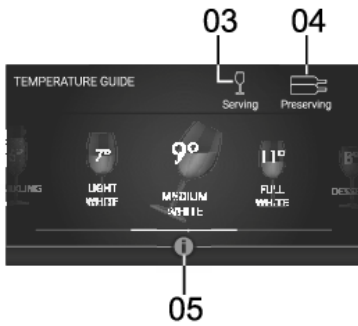 03
04
TEMPERATURE GUIDE
Serving
Preserving
7°
9°
11°
LIGHT
WHITE
MEDIUM
WHITE
FULL
WHITE
i
05